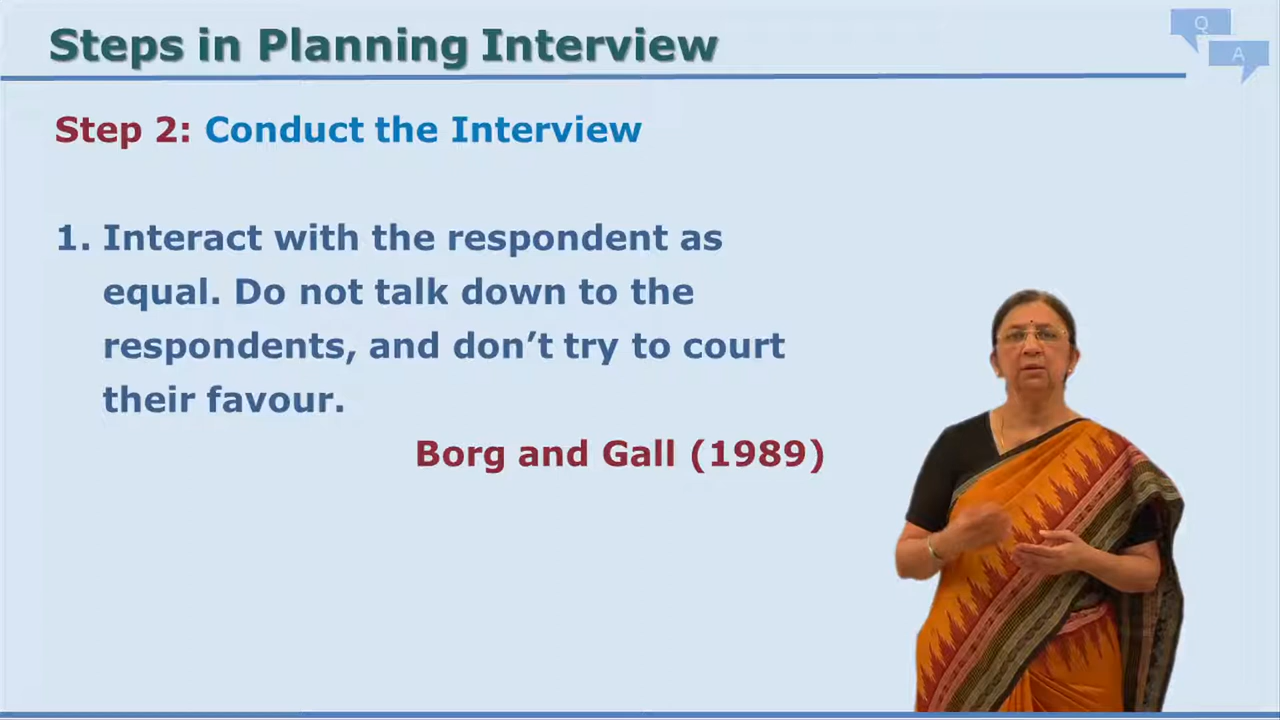 Steps in Planning Interview
Q
A
Step 2: Conduct the Interview
1. Interact with the respondent as
equal. Do not talk down to the
respondents, and don’t try to court
their favour.
Borg and Gall (1989)